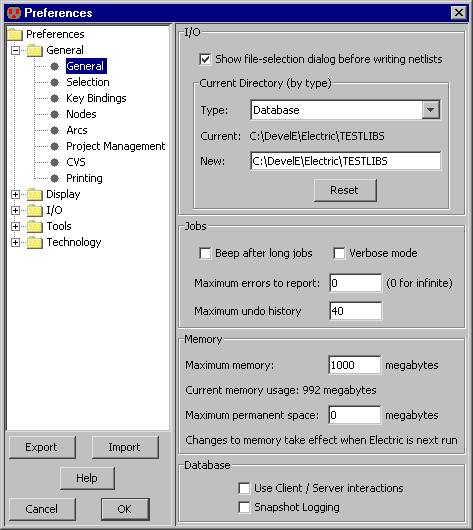 Preferences
Preferences
General
General
Selection
Key Bindings
Nodes
Arcs
Project Management
CVS
Printing
Display
I/O
Tools
Technology
Export Import
Help
Cancel OK
I/O
Show file-selection dialog before writing netlists
Current Directory (by type)
Type: Database
Current: C:\DevelE\Electric\TESTLIBS
New: C:\DevelE\Electric\TESTLIBS
Reset
Jobs
Beep after long jobs Verbose mode
Maximum errors to report: 0 (0 for infinite)
Maximum undo history 40
Memory
Maximum memory: 1000 megabytes
Current memory usage: 992 megabytes
Maximum permanent space: 0 megabytes
Changes to memory take effect when Electric is next run
Database
Use Client / Server interactions
Snapshot Logging